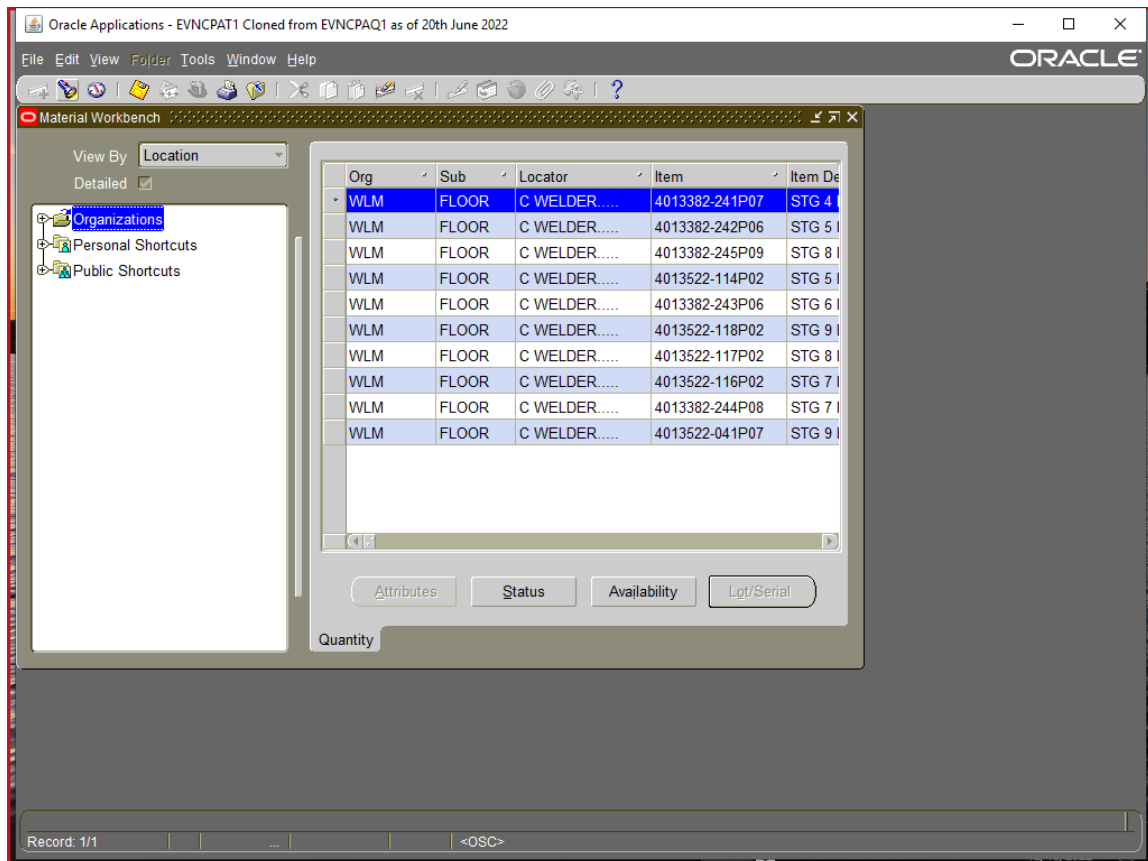 Oracle Applications - EVNCPAT1 Cloned from EVNCPAQ1 as of 20th June 2022
File Edit View Folder Tools Window Help
ORACLE
Material Workbench
View By Location
Detailed
Organizations
Personal Shortcuts
Public Shortcuts
Org Sub Locator Item Item De
WLM FLOOR C WELDER..... 4013382-241P07 STG 4
WLM FLOOR C WELDER..... 4013382-242P06 STG 5
WLM FLOOR C WELDER..... 4013382-245P09 STG 8
WLM FLOOR C WELDER..... 4013522-114P02 STG 5
WLM FLOOR C WELDER..... 4013382-243P06 STG 6
WLM FLOOR C WELDER..... 4013522-118P02 STG 9
WLM FLOOR C WELDER..... 4013522-117P02 STG 8
WLM FLOOR C WELDER..... 4013522-116P02 STG 7
WLM FLOOR C WELDER..... 4013382-244P08 STG 7
WLM FLOOR C WELDER..... 4013522-041P07 STG 9
Attributes Status Availability Lot/Serial
Quantity
Record: 1/1 ... <OSC>